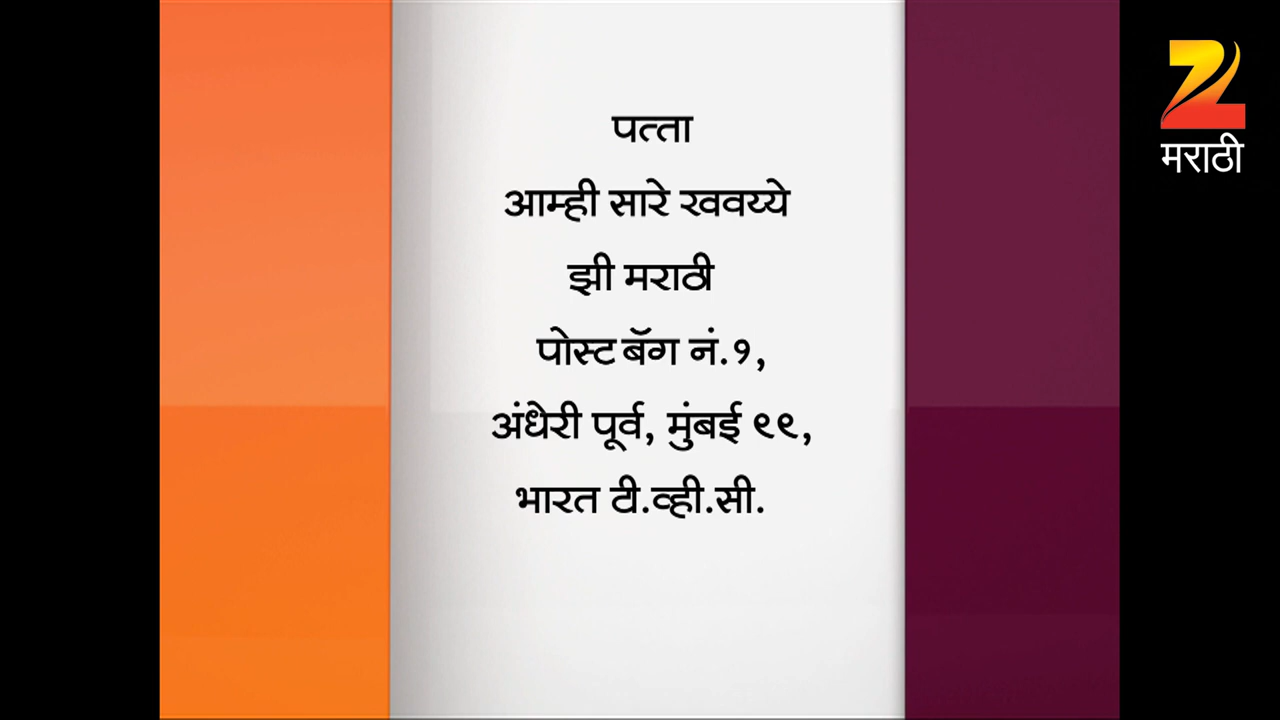 पत्ता
आम्ही सारे खवय्ये
झी मराठी
पोस्ट बॅग नं.१,
अंधेरी पूर्व, मुंबई ९९,
भारत टी.व्ही.सी.
मराठी